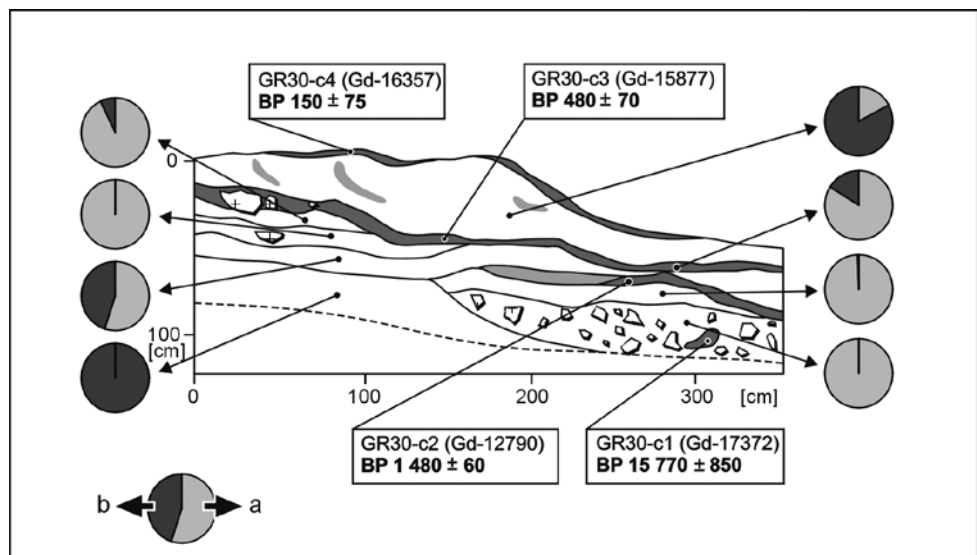 GR30-c4 (Gd-16357)
BP 150 ± 75
GR30-c3 (Gd-15877)
BP 480 ± 70
0
100
[cm]
0
100
200
300
[cm]
GR30-c2 (Gd-12790)
BP 1 480 ± 60
GR30-c1 (Gd-17372)
BP 15 770 ± 850
b
a